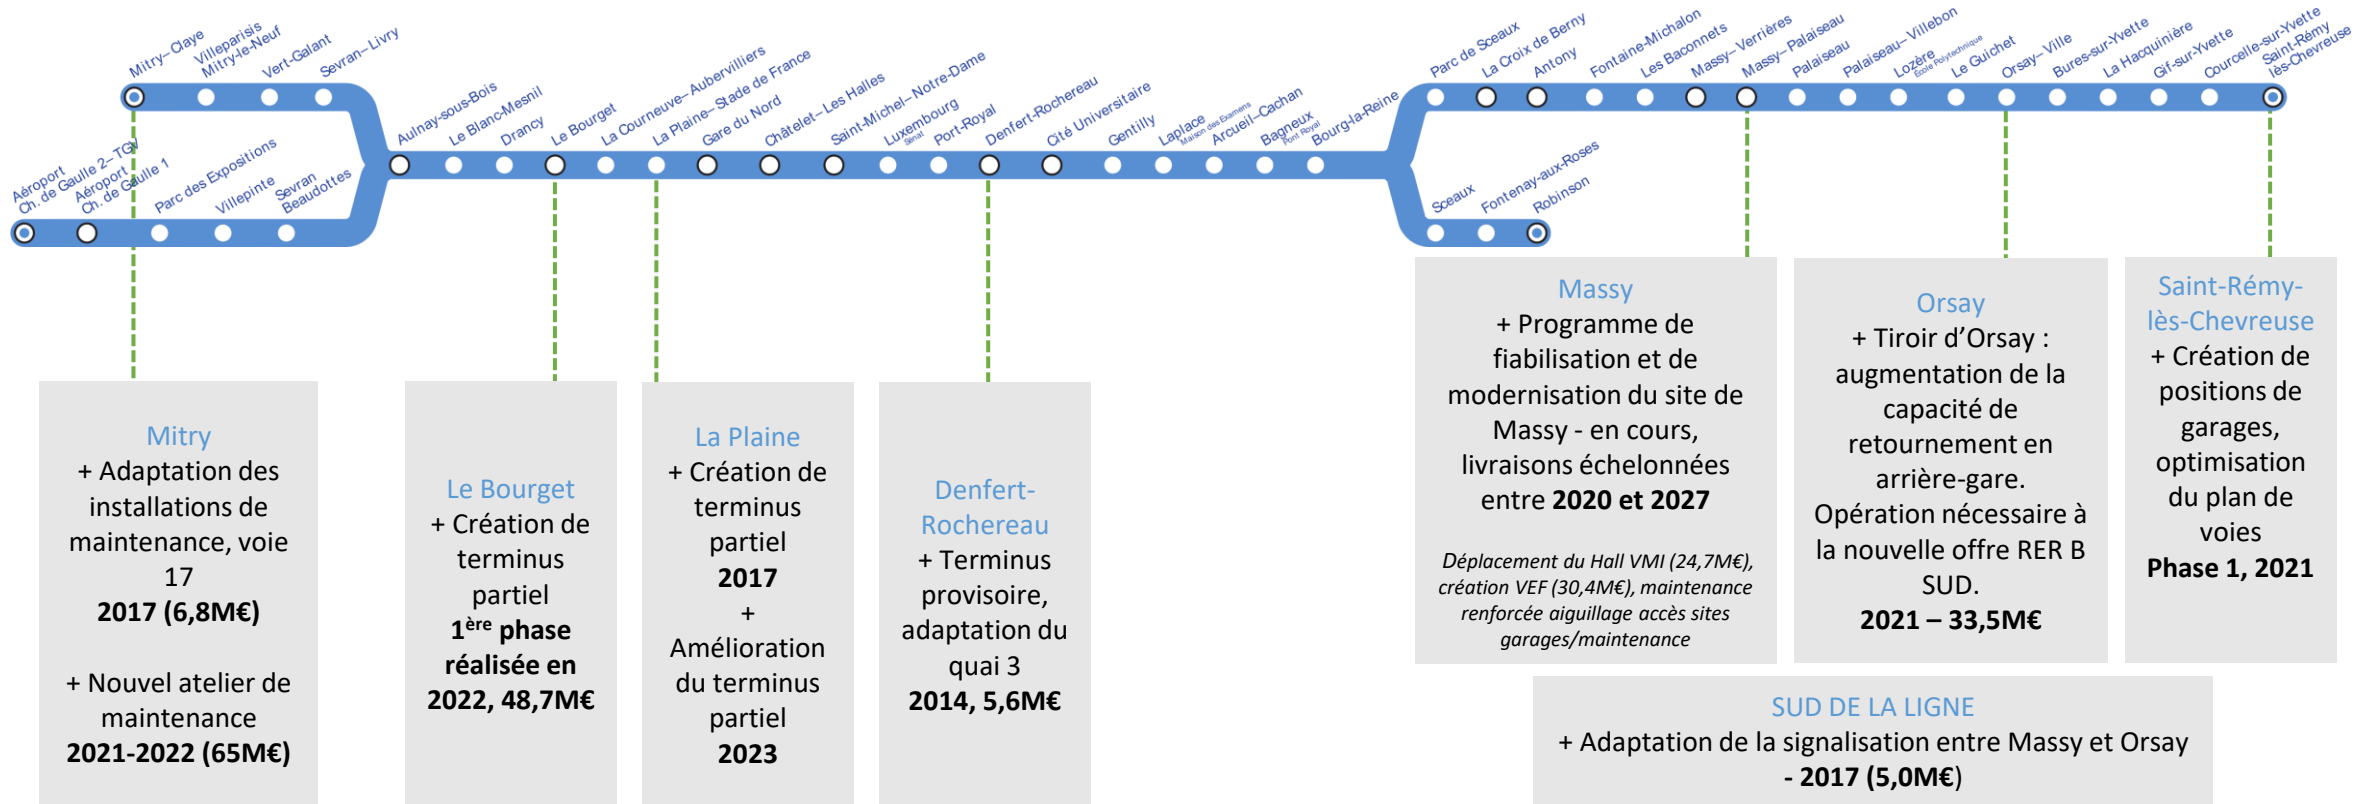 Mitry–Claye
Villeparisis
Mitry-le-Neuf
Vert-Galant
Sevran–Livry
Aéroport
Ch. de Gaulle 2–TGV
Aéroport
Ch. de Gaulle 1
Parc des Expositions
Villepinte
Sevran
Beaudottes
Aulnay-sous-Bois
Le Blanc-Mesnil
Drancy
Le Bourget
La Courneuve–Aubervilliers
La Plaine–Stade de France
Gare du Nord
Châtelet–Les Halles
Saint-Michel–Notre-Dame
Luxembourg
Sénat
Port-Royal
Denfert-Rochereau
Cité Universitaire
Gentilly
Laplace
Maison des Examens
Arcueil–Cachan
Bagneux
Pont Royal
Bourg-la-Reine
Parc de Sceaux
La Croix de Berny
Antony
Fontaine-Michalon
Les Baconnets
Massy–Verrières
Massy–Palaiseau
Palaiseau
Palaiseau–Villebon
Lozère
École Polytechnique
Le Guichet
Orsay–Ville
Bures-sur-Yvette
La Hacquinière
Gif-sur-Yvette
Courcelle-sur-Yvette
Saint-Rémy
lès-Chevreuse
Sceaux
Fontenay-aux-Roses
Robinson
Mitry
+ Adaptation des
installations de
maintenance, voie
17
2017 (6,8M€)
+ Nouvel atelier de
maintenance
2021-2022 (65M€)
Le Bourget
+ Création de
terminus
partiel
1ère phase
réalisée en
2022, 48,7M€
La Plaine
+ Création de
terminus
partiel
2017
+
Amélioration
du terminus
partiel
2023
Denfert-
Rochereau
+ Terminus
provisoire,
adaptation du
quai 3
2014, 5,6M€
Massy
+ Programme de
fiabilisation et de
modernisation du site de
Massy - en cours,
livraisons échelonnées
entre 2020 et 2027
Déplacement du Hall VMI (24,7M€),
création VEF (30,4M€), maintenance
renforcée aiguillage accès sites
garages/maintenance
Orsay
+ Tiroir d'Orsay :
augmentation de la
capacité de
retournement en
arrière-gare.
Opération nécessaire à
la nouvelle offre RER B
SUD.
2021 – 33,5M€
Saint-Rémy-
lès-Chevreuse
+ Création de
positions de
garages,
optimisation
du plan de
voies
Phase 1, 2021
SUD DE LA LIGNE
+ Adaptation de la signalisation entre Massy et Orsay
- 2017 (5,0M€)